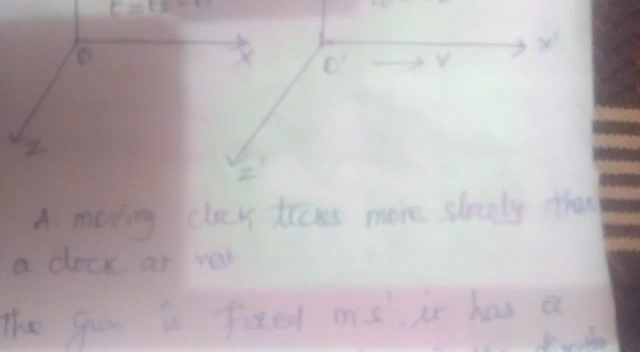 O X O' → V X'
Z Z'
A moving clock ticks more slowly than
a clock at rest
The gun is fixed in s', it has a